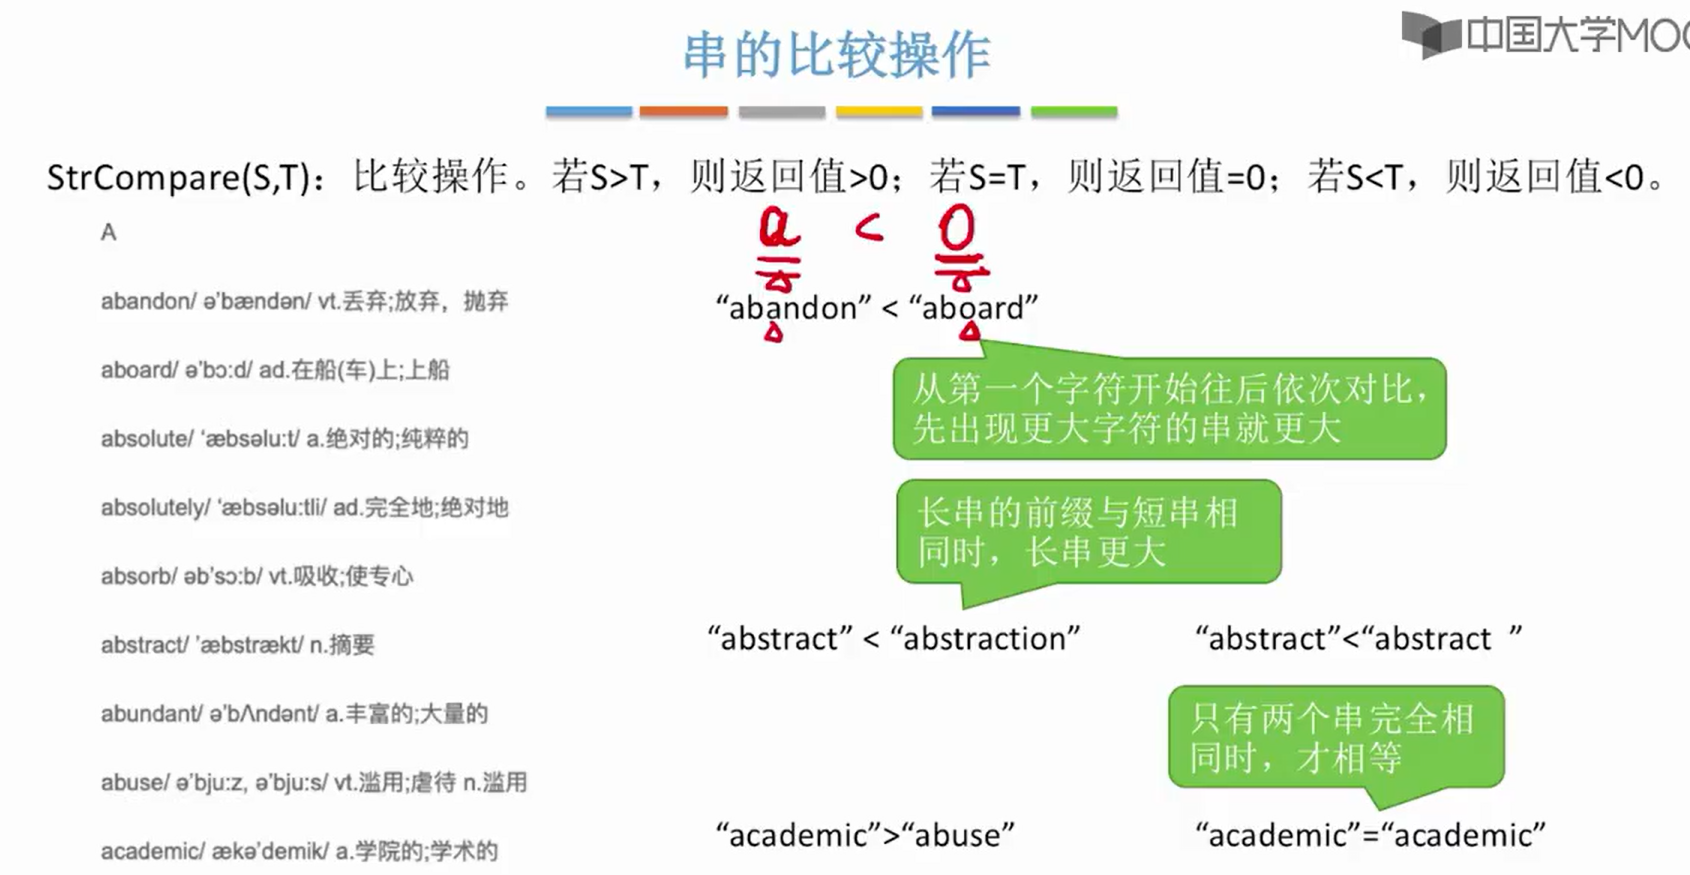 串的比较操作
中国大学MOO
StrCompare(S,T)：比较操作。若S>T，则返回值>0；若S=T，则返回值=0；若S<T，则返回值<0。
A
abandon/ ə'bændən/ vt.丢弃;放弃，抛弃
aboard/ ə'bɔ:d/ ad.在船(车)上;上船
absolute/ ‘æbsəlu:t/ a.绝对的;纯粹的
absolutely/ ‘æbsəlu:tli/ ad.完全地;绝对地
absorb/ əb'sɔ:b/ vt.吸收;使专心
abstract/ ’æbstrækt/ n.摘要
abundant/ ə'bΛndənt/ a.丰富的;大量的
abuse/ ə'bju:z, ə'bju:s/ vt.滥用;虐待 n.滥用
academic/ ækə'demik/ a.学院的;学术的
a < o
“abandon” < “aboard”
从第一个字符开始往后依次对比，
先出现更大字符的串就更大
长串的前缀与短串相
同时，长串更大
“abstract” < “abstraction”
“abstract”<“abstract ”
只有两个串完全相
同时，才相等
“academic”>“abuse”
“academic”=“academic”